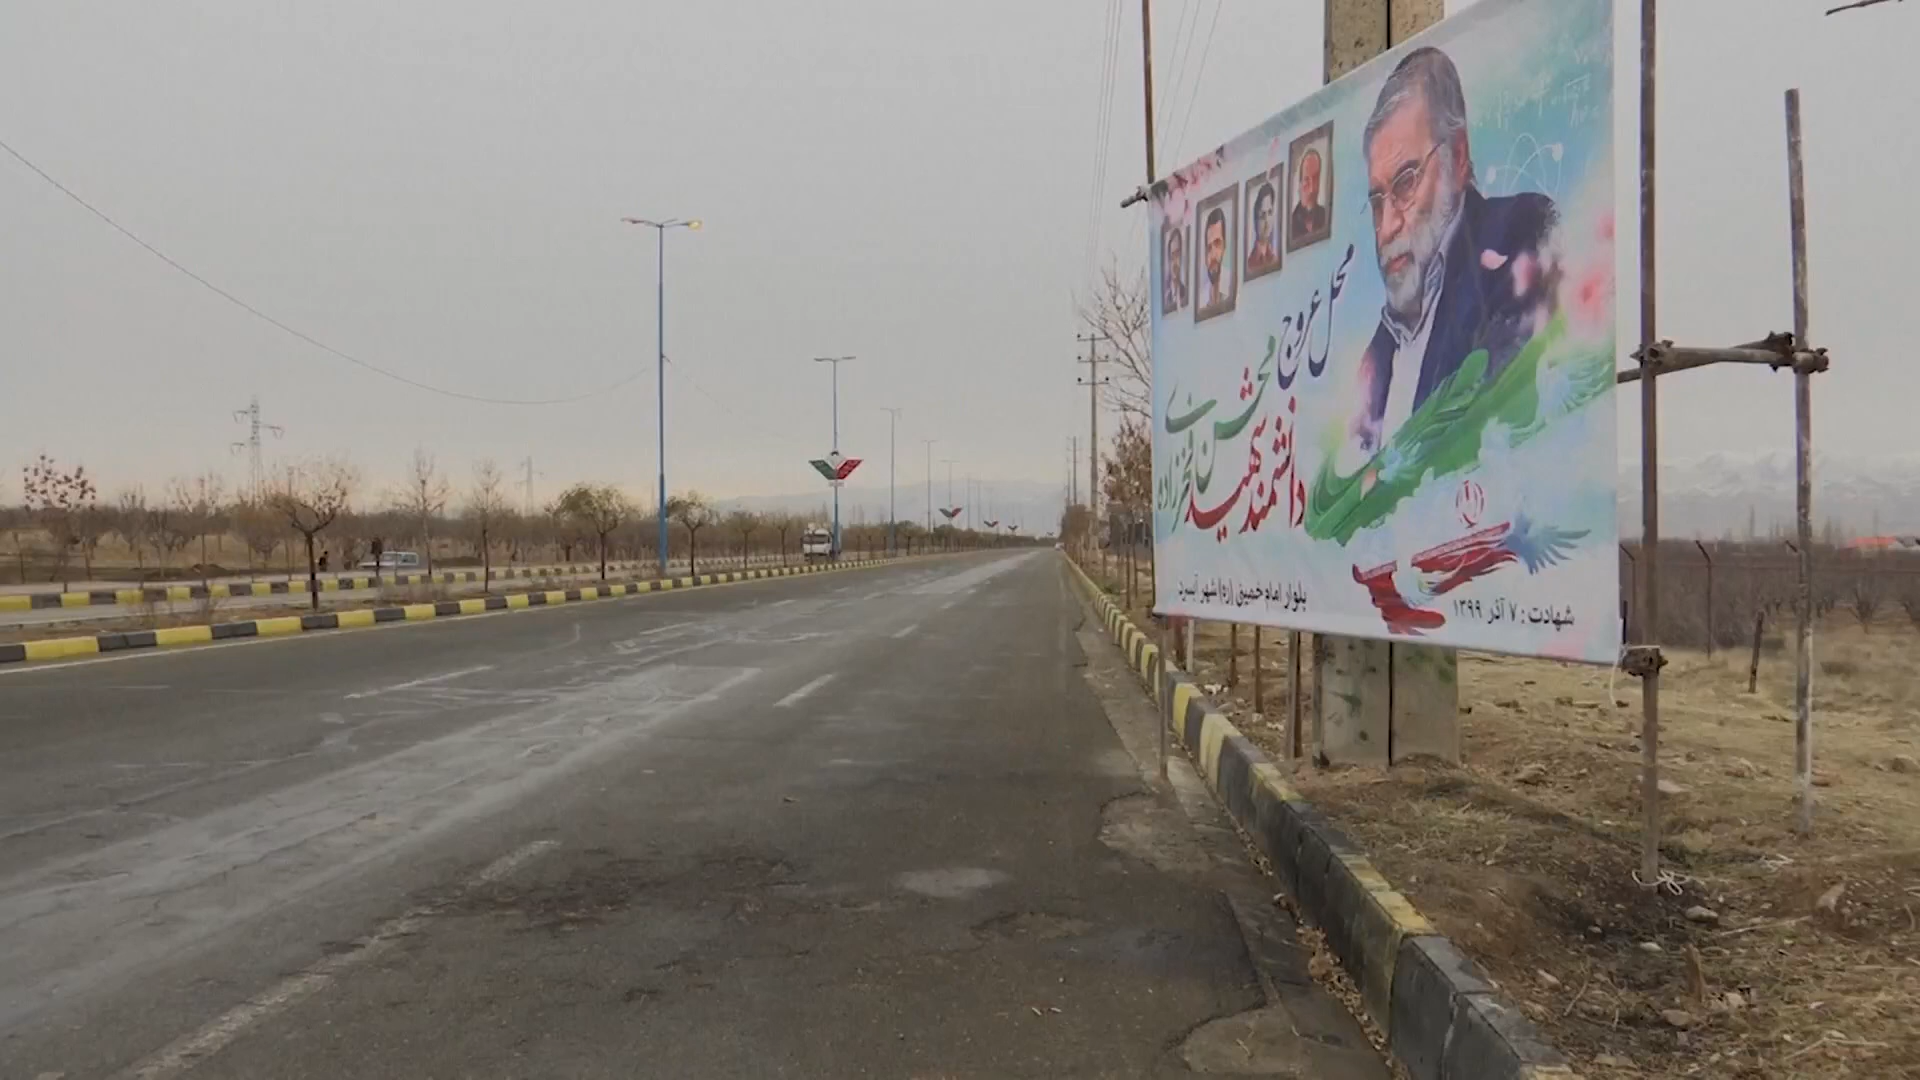 محل عروج
دانشمند شهید
محسن فخری زاده
شهادت : ۷ آذر ۱۳۹۹
بلوار امام خمینی (ره) شهر آبسرد